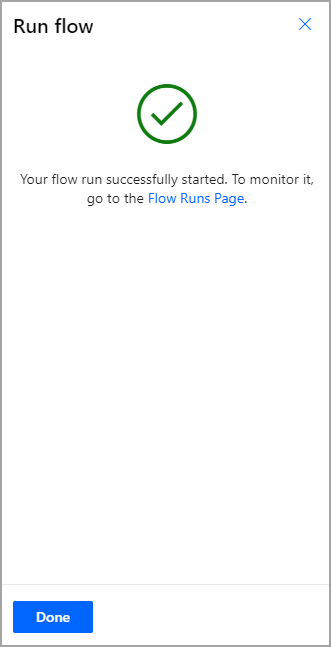 Run flow
Your flow run successfully started. To monitor it,
go to the Flow Runs Page.
Done